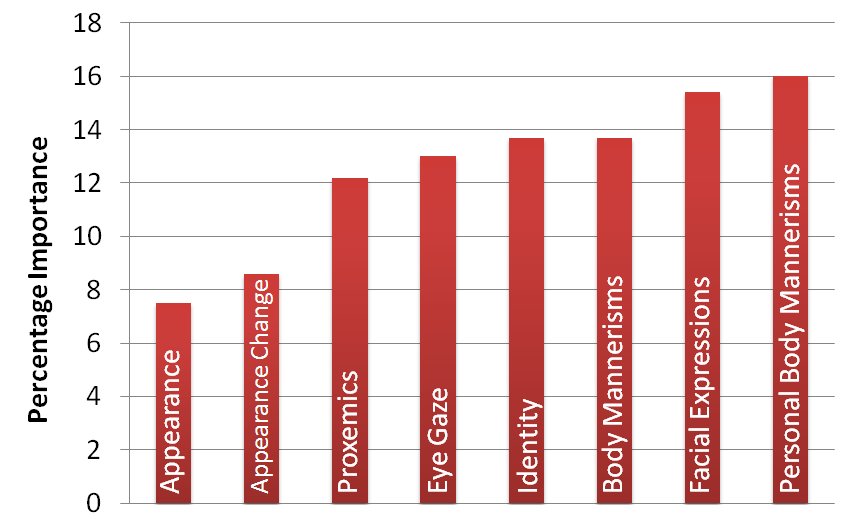 Percentage Importance
18
16
14
12
10
8
6
4
2
0
Appearance
Appearance Change
Proxemics
Eye Gaze
Identity
Body Mannerisms
Facial Expressions
Personal Body Mannerisms